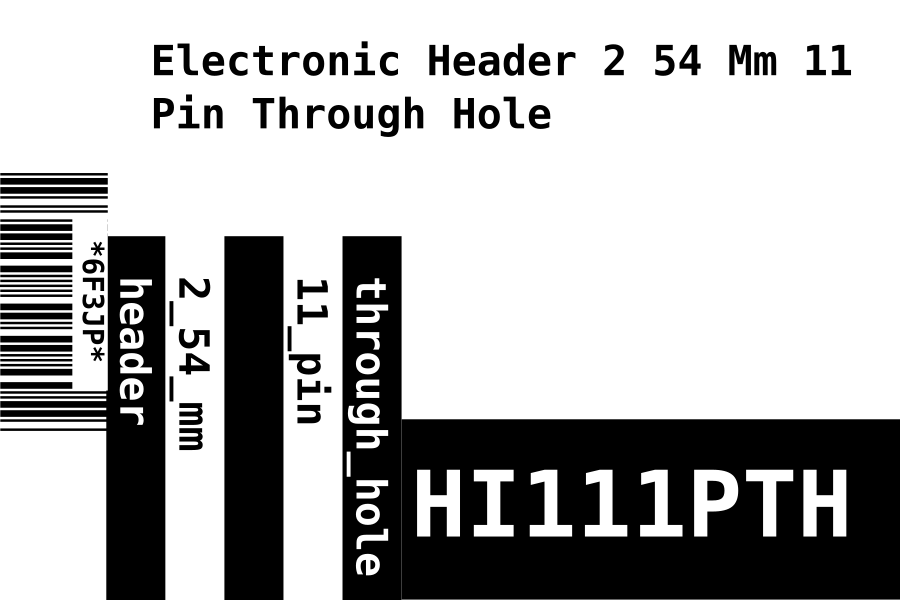 Electronic Header 2 54 Mm 11
Pin Through Hole
*6F3JP*
header
2_54_mm
11_pin
through_hole
HI111PTH